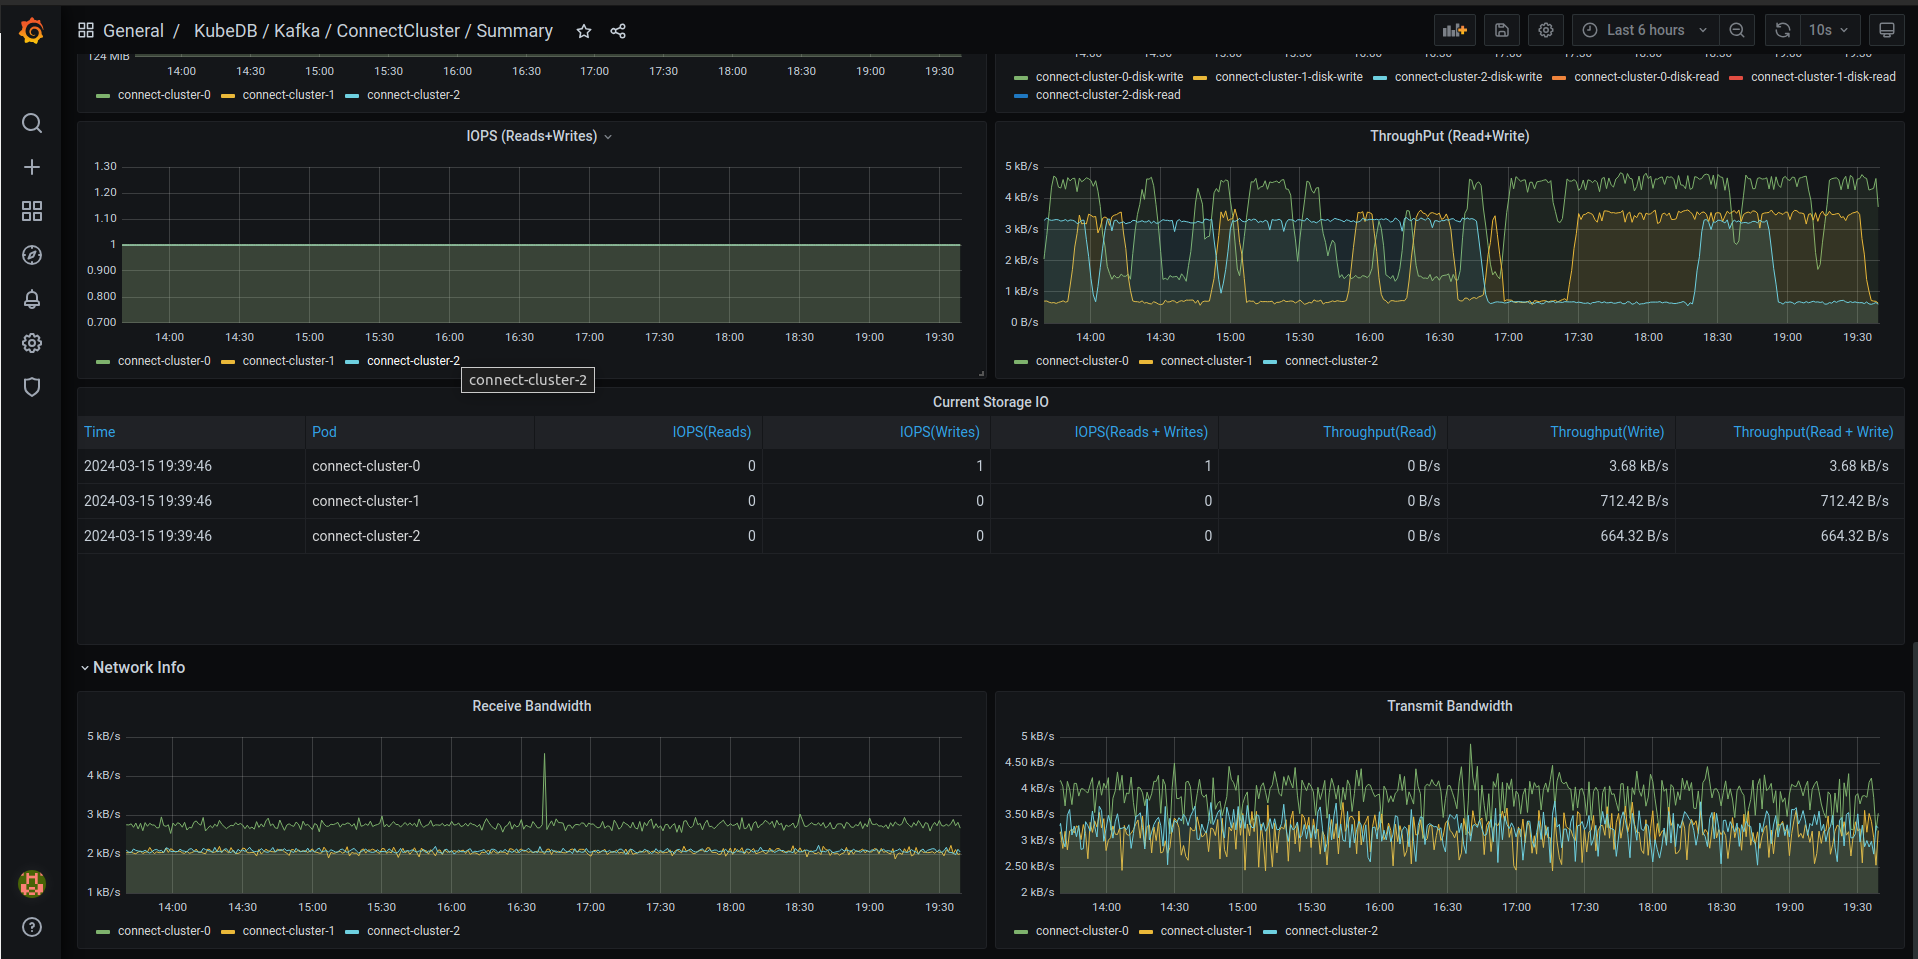 General / KubeDB / Kafka / ConnectCluster / Summary
Last 6 hours
10s
124 MiB
14:00 14:30 15:00 15:30 16:00 16:30 17:00 17:30 18:00 18:30 19:00 19:30
connect-cluster-0 connect-cluster-1 connect-cluster-2
connect-cluster-0-disk-write connect-cluster-1-disk-write connect-cluster-2-disk-write connect-cluster-0-disk-read connect-cluster-1-disk-read
connect-cluster-2-disk-read
IOPS (Reads+Writes)
1.30
1.20
1.10
1
0.900
0.800
0.700
14:00 14:30 15:00 15:30 16:00 16:30 17:00 17:30 18:00 18:30 19:00 19:30
connect-cluster-0 connect-cluster-1 connect-cluster-2
connect-cluster-2
ThroughPut (Read+Write)
5 kB/s
4 kB/s
3 kB/s
2 kB/s
1 kB/s
0 B/s
14:00 14:30 15:00 15:30 16:00 16:30 17:00 17:30 18:00 18:30 19:00 19:30
connect-cluster-0 connect-cluster-1 connect-cluster-2
Current Storage IO
Time Pod IOPS(Reads) IOPS(Writes) IOPS(Reads + Writes) Throughput(Read) Throughput(Write) Throughput(Read + Write)
2024-03-15 19:39:46 connect-cluster-0 0 1 1 0 B/s 3.68 kB/s 3.68 kB/s
2024-03-15 19:39:46 connect-cluster-1 0 0 0 0 B/s 712.42 B/s 712.42 B/s
2024-03-15 19:39:46 connect-cluster-2 0 0 0 0 B/s 664.32 B/s 664.32 B/s
Network Info
Receive Bandwidth
5 kB/s
4 kB/s
3 kB/s
2 kB/s
1 kB/s
14:00 14:30 15:00 15:30 16:00 16:30 17:00 17:30 18:00 18:30 19:00 19:30
connect-cluster-0 connect-cluster-1 connect-cluster-2
Transmit Bandwidth
5 kB/s
4.50 kB/s
4 kB/s
3.50 kB/s
3 kB/s
2.50 kB/s
2 kB/s
14:00 14:30 15:00 15:30 16:00 16:30 17:00 17:30 18:00 18:30 19:00 19:30
connect-cluster-0 connect-cluster-1 connect-cluster-2